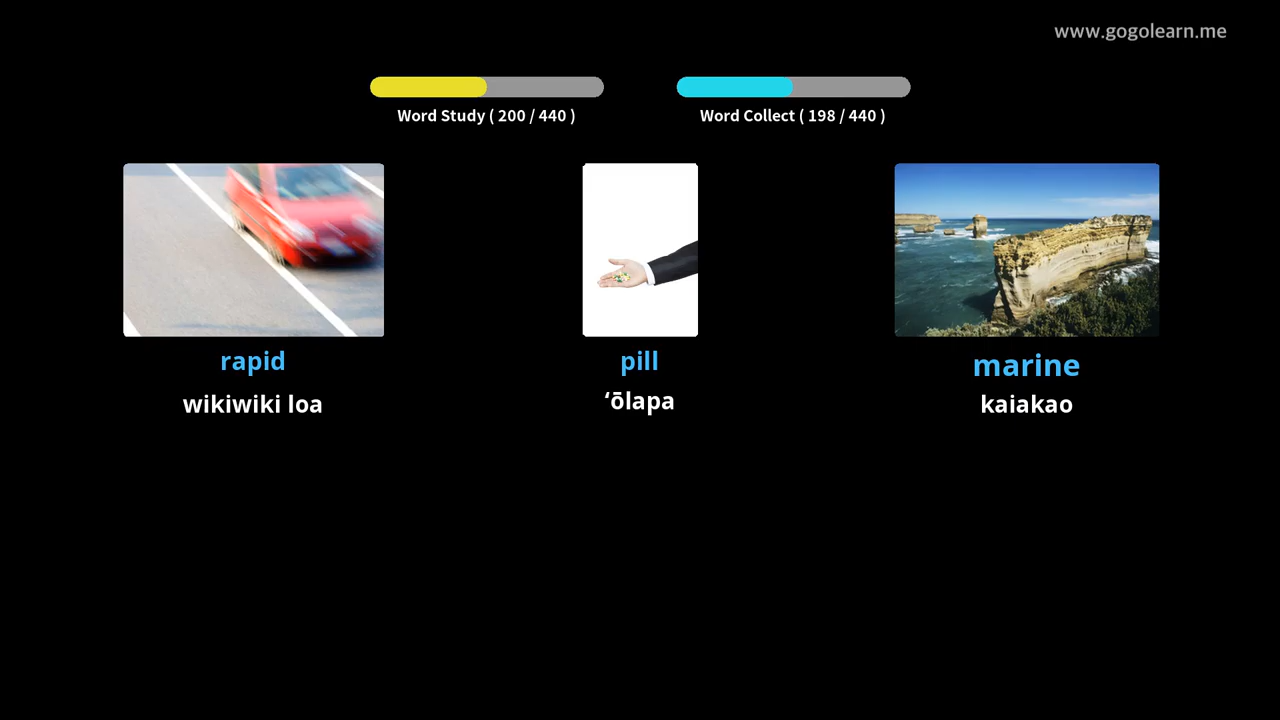 www.gogolearn.me
Word Study ( 200 / 440 )
Word Collect ( 198 / 440 )
rapid
wikiwiki loa
pill
ʻōlapa
marine
kaiakao